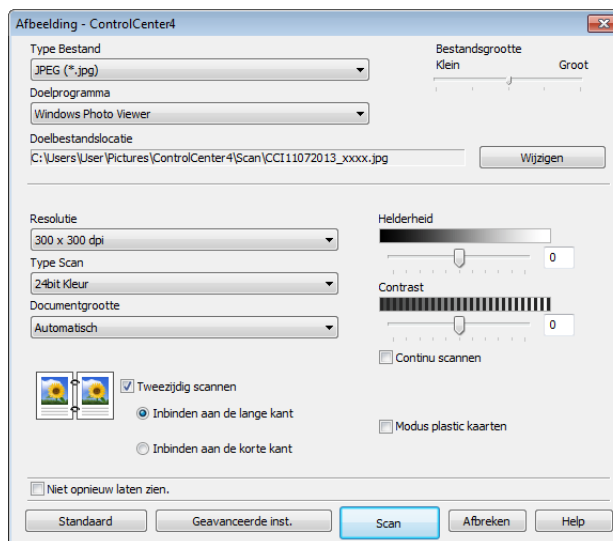 Afbeelding - ControlCenter4
Type Bestand
JPEG (*.jpg)
Bestandsgrootte
Klein Groot
Doelprogramma
Windows Photo Viewer
Doelbestandslocatie
C:\Users\User\Pictures\ControlCenter4\Scan\CCI11072013_xxxx.jpg
Wijzigen
Resolutie
300 x 300 dpi
Type Scan
24bit Kleur
Documentgrootte
Automatisch
Helderheid
0
Contrast
0
Continu scannen
Tweezijdig scannen
Inbinden aan de lange kant
Inbinden aan de korte kant
Modus plastic kaarten
Niet opnieuw laten zien.
Standaard Geavanceerde inst. Scan Afbreken Help